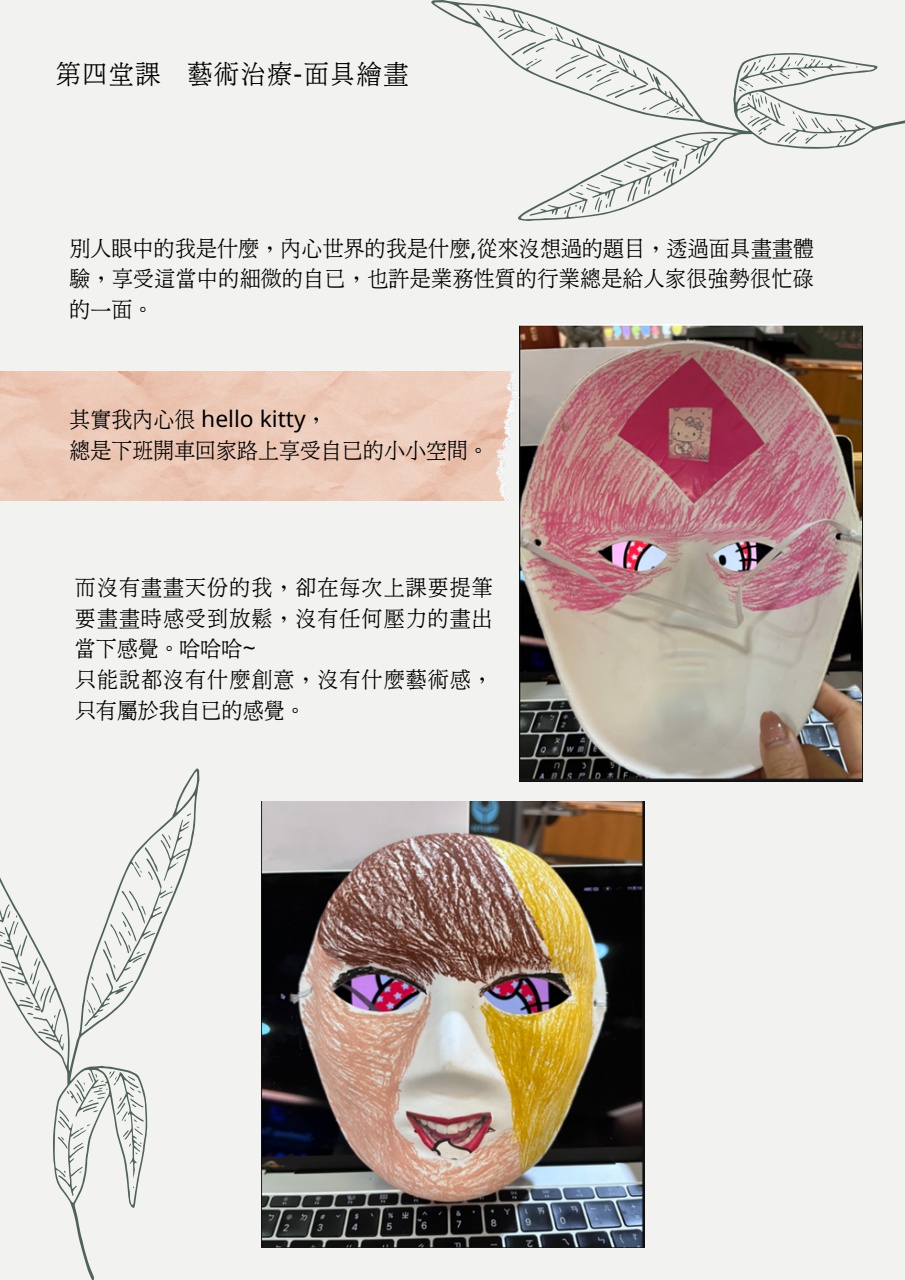 第四堂課　藝術治療-面具繪畫
別人眼中的我是什麼，內心世界的我是什麼,從來沒想過的題目，透過面具畫畫體
驗，享受這當中的細微的自已，也許是業務性質的行業總是給人家很強勢很忙碌
的一面。
其實我內心很 hello kitty，
總是下班開車回家路上享受自已的小小空間。
而沒有畫畫天份的我，卻在每次上課要提筆
要畫畫時感受到放鬆，沒有任何壓力的畫出
當下感覺。哈哈哈~
只能說都沒有什麼創意，沒有什麼藝術感，
只有屬於我自已的感覺。